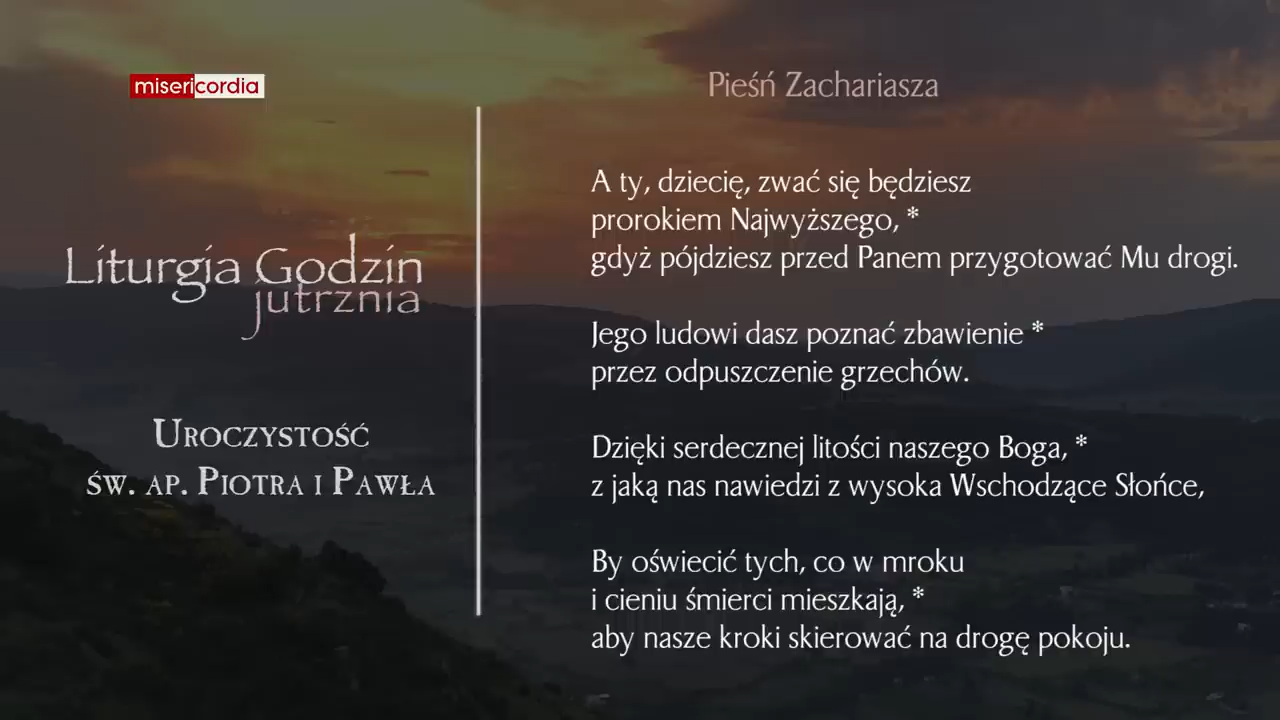 misericordia
Liturgia Godzin
jutrznia
Uroczystość
św. ap. Piotra i Pawła
Pieśń Zachariasza
A ty, dziecię, zwać się będziesz
prorokiem Najwyższego, *
gdyż pójdziesz przed Panem przygotować Mu drogi.
Jego ludowi dasz poznać zbawienie *
przez odpuszczenie grzechów.
Dzięki serdecznej litości naszego Boga, *
z jaką nas nawiedzi z wysoka Wschodzące Słońce,
By oświecić tych, co w mroku
i cieniu śmierci mieszkają, *
aby nasze kroki skierować na drogę pokoju.